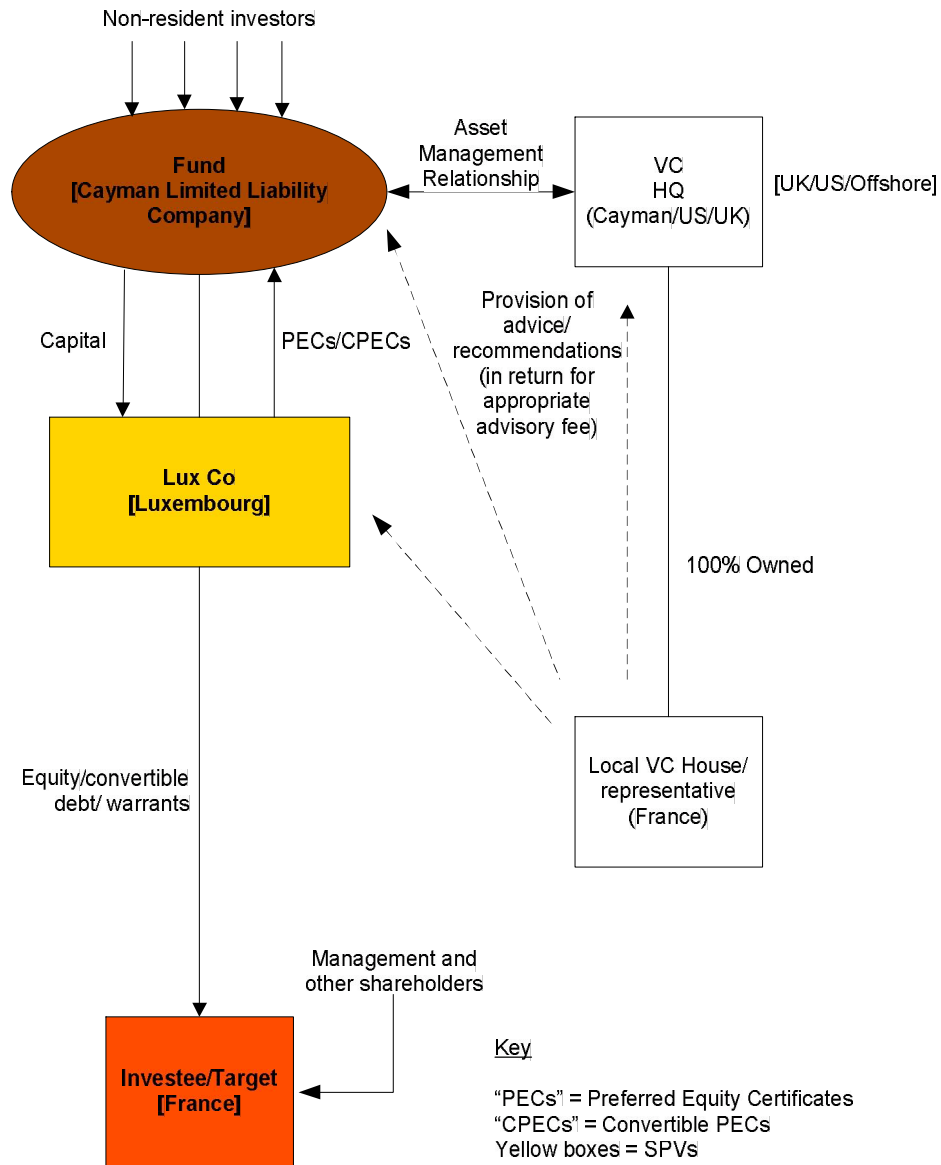 Non-resident investors
Fund
[Cayman Limited Liability
Company]
Asset
Management
Relationship
VC
HQ
(Cayman/US/UK)
[UK/US/Offshore]
Capital
PECs/CPECs
Provision of
advice/
recommendations
(in return for
appropriate
advisory fee)
Lux Co
[Luxembourg]
100% Owned
Equity/convertible
debt/ warrants
Local VC House/
representative
(France)
Management and
other shareholders
Investee/Target
[France]
Key
“PECs” = Preferred Equity Certificates
“CPECs” = Convertible PECs
Yellow boxes = SPVs